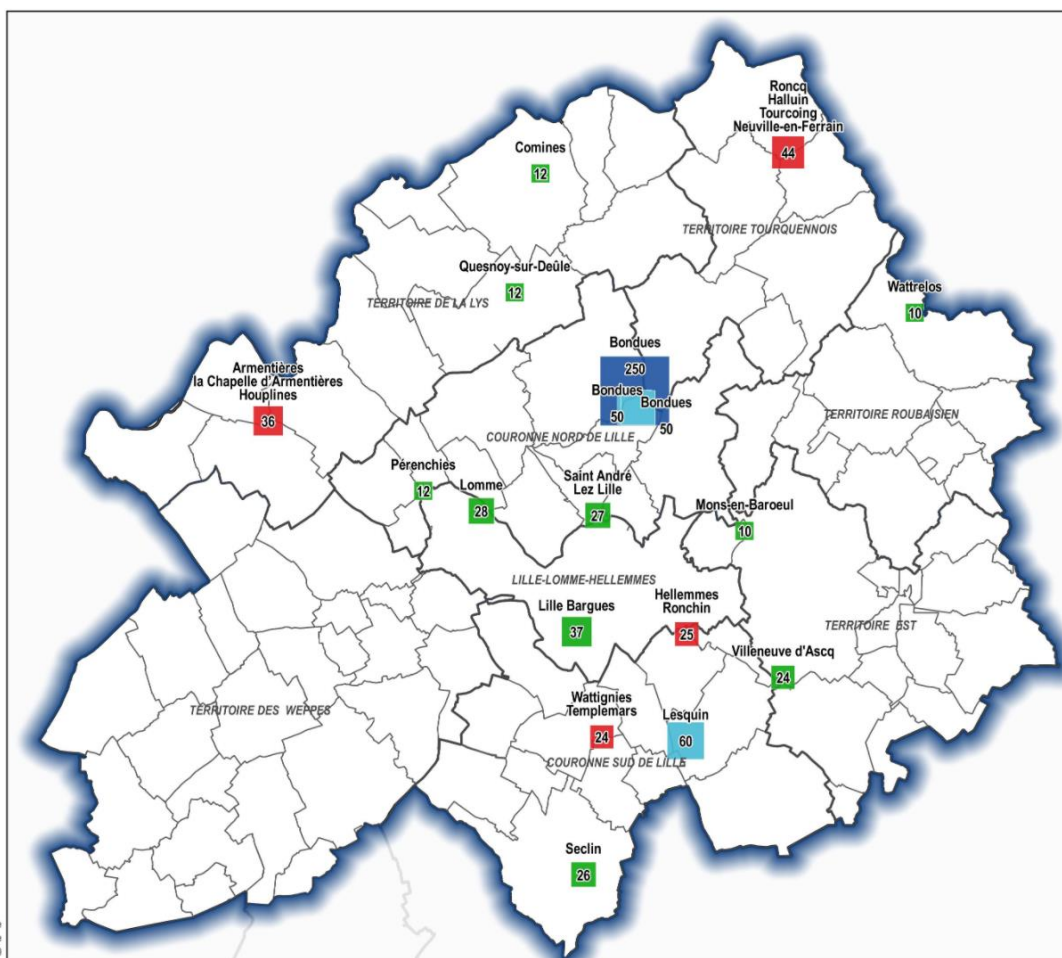 Roncq
Halluin
Tourcoing
Neuville-en-Ferrain
44
Comines
12
TERRITOIRE TOURQUENNOIS
Quesnoy-sur-Deûle
12
TERRITOIRE DE LA LYS
Wattrelos
10
Bondues
250
Bondues
50
Bondues
50
Armentières
la Chapelle d'Armentières
Houplines
36
TERRITOIRE ROUBAISIEN
COURONNE NORD DE LILLE
Pérenchies
12
Lomme
28
Saint André
Lez Lille
27
Mons-en-Baroeul
10
LILLE-LOMME-HELLEMMES
Lille Bargues
37
Hellemmes
Ronchin
25
TERRITOIRE EST
Villeneuve d'Ascq
24
TERRITOIRE DES WEPPES
Wattignies
Templemars
24
Lesquin
60
COURONNE SUD DE LILLE
Seclin
26